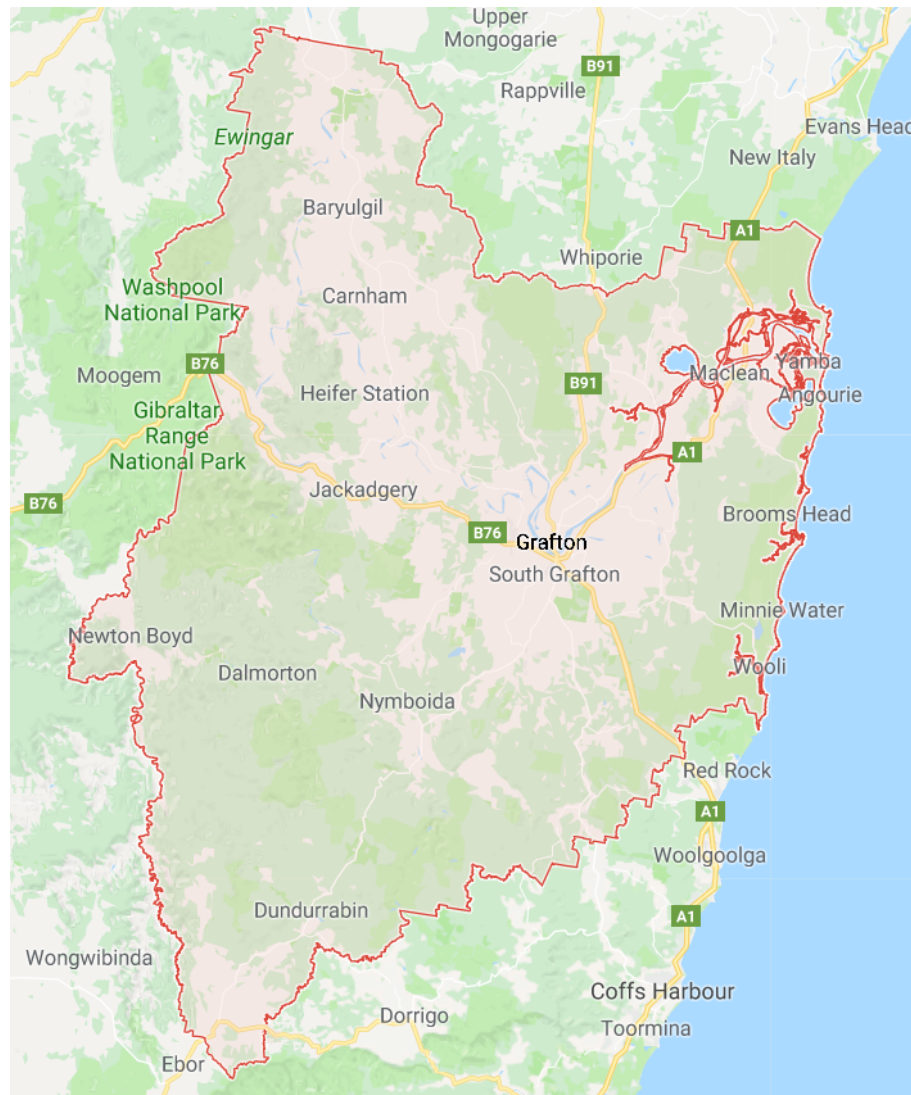 Upper
Mongogarie
B91
Rappville
Evans Head
Ewingar
New Italy
Baryulgil
A1
Whiporie
Washpool
National Park
Carnham
B76
Moogem
Maclean
Yamba
B91
Heifer Station
Angourie
Gibraltar
Range
National Park
A1
Jackadgery
B76
Brooms Head
B76
Grafton
South Grafton
Minnie Water
Newton Boyd
Wooli
Dalmorton
Nymboida
Red Rock
A1
Woolgoolga
Dundurrabin
A1
Wongwibinda
Coffs Harbour
Dorrigo
Toormina
Ebor